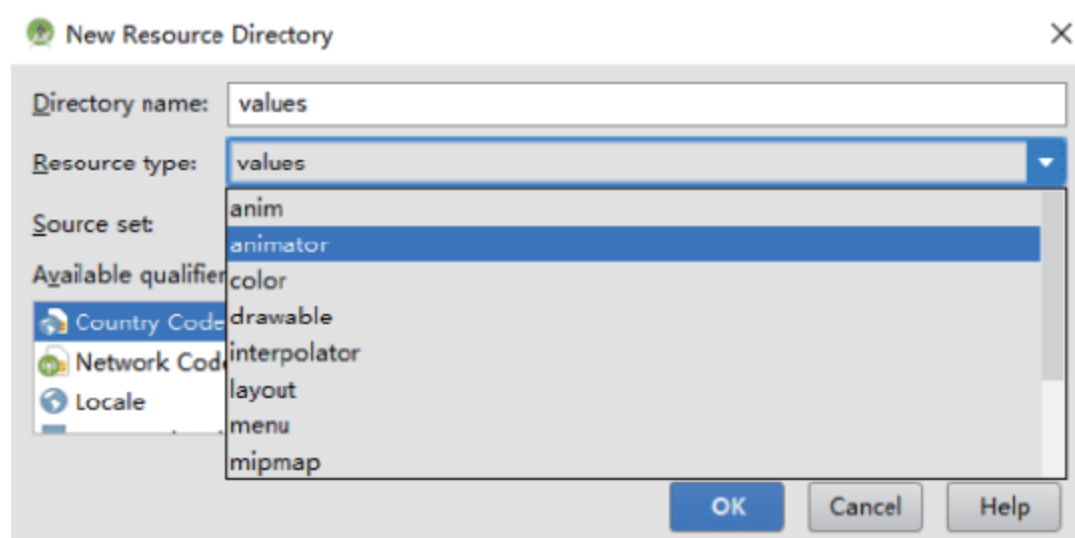 New Resource Directory
Directory name: values
Resource type: values
Source set:
anim
animator
color
drawable
interpolator
layout
menu
mipmap
Available qualifier
Country Code
Network Cod
Locale
OK Cancel Help